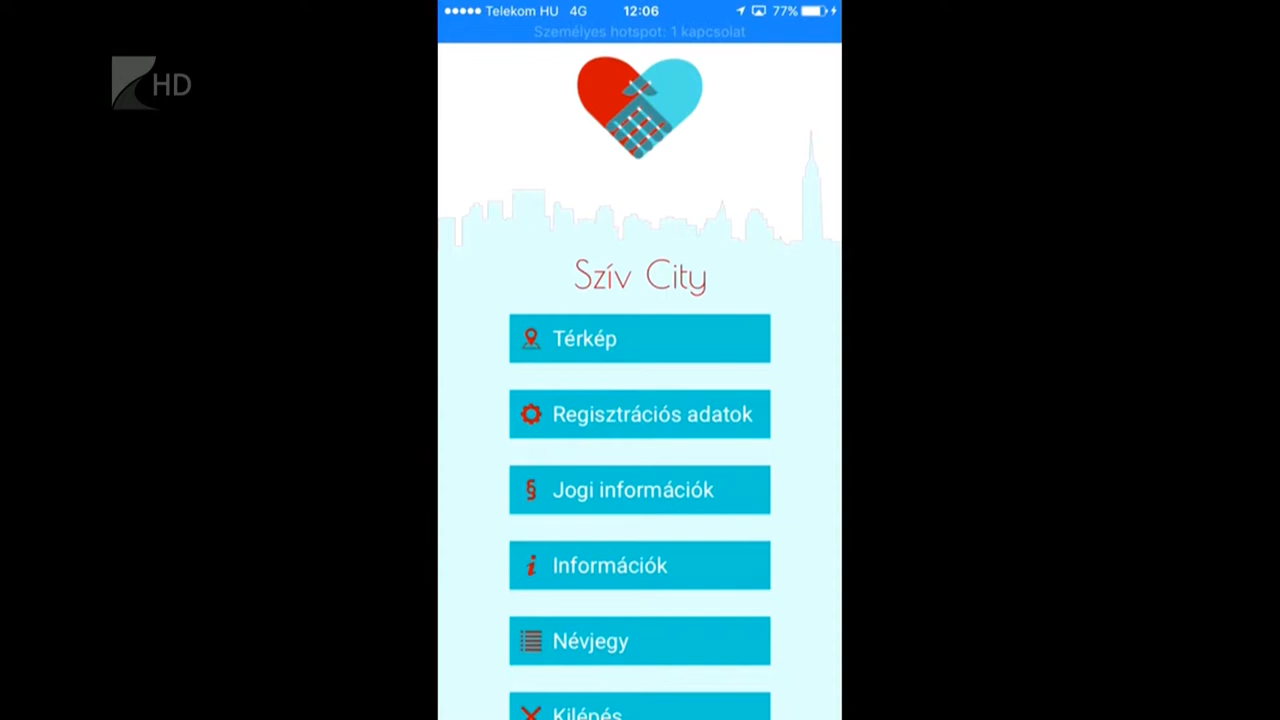 Telekom HU 4G 12:06 77%
Személyes hotspot: 1 kapcsolat
HD
Szív City
Térkép
Regisztrációs adatok
§ Jogi információk
i Információk
Névjegy
Kilépés